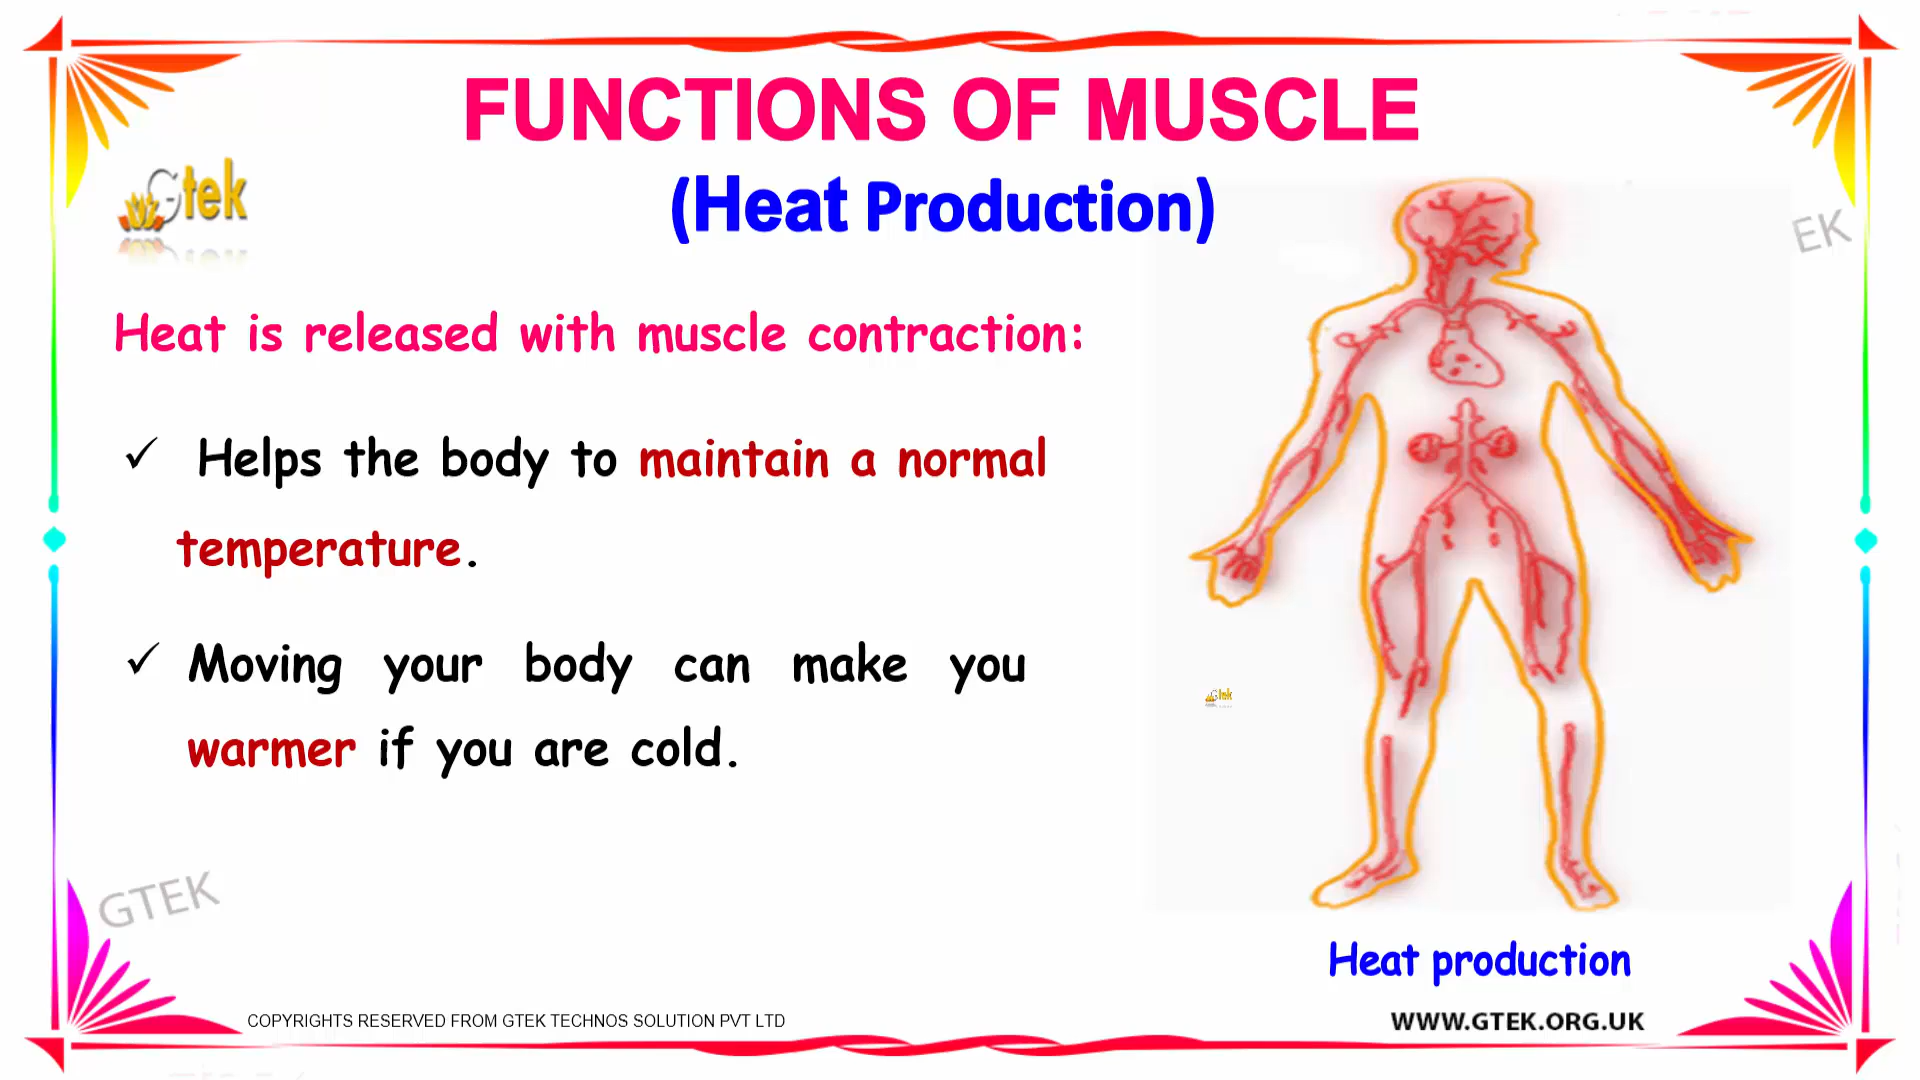 FUNCTIONS OF MUSCLE
(Heat Production)
Gtek
EK
Heat is released with muscle contraction:
✓ Helps the body to maintain a normal
temperature.
✓ Moving your body can make you
warmer if you are cold.
Gtek
GTEK
Heat production
COPYRIGHTS RESERVED FROM GTEK TECHNOS SOLUTION PVT LTD
WWW.GTEK.ORG.UK